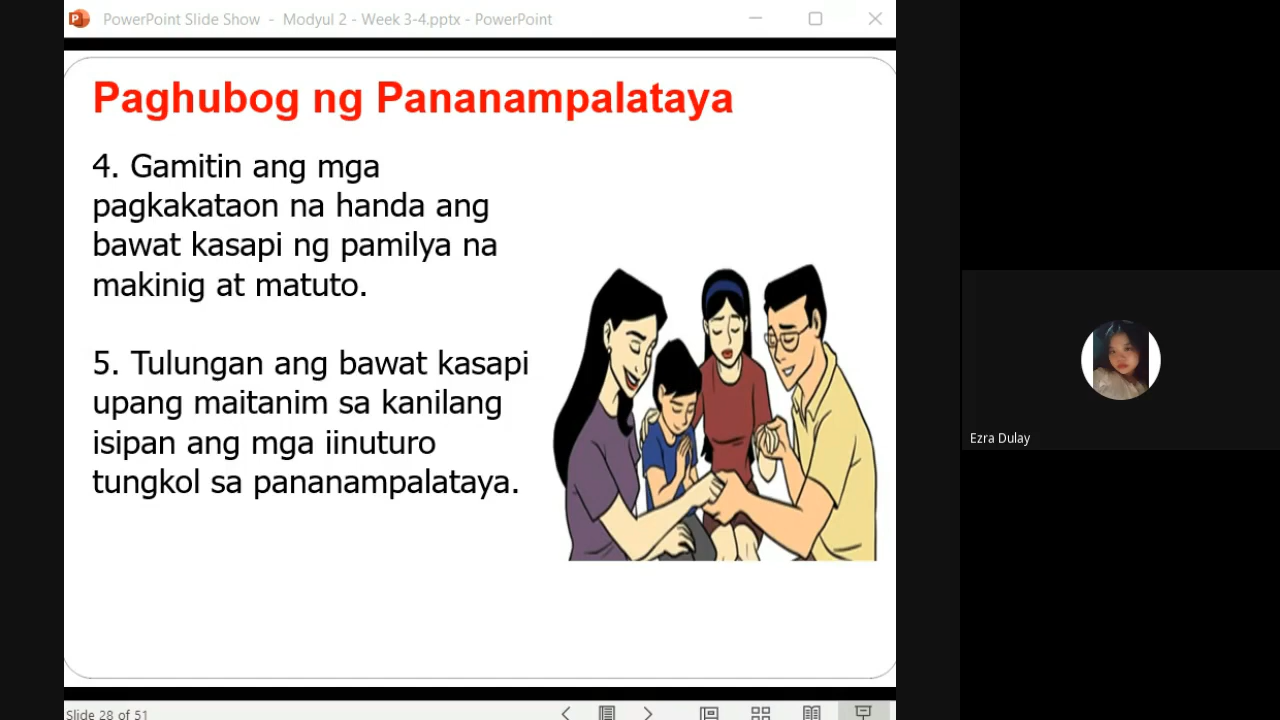 PowerPoint Slide Show - Modyul 2 - Week 3-4.pptx - PowerPoint
Paghubog ng Pananampalataya
4. Gamitin ang mga
pagkakataon na handa ang
bawat kasapi ng pamilya na
makinig at matuto.
5. Tulungan ang bawat kasapi
upang maitanim sa kanilang
isipan ang mga iinuturo
tungkol sa pananampalataya.
Ezra Dulay
Slide 28 of 51